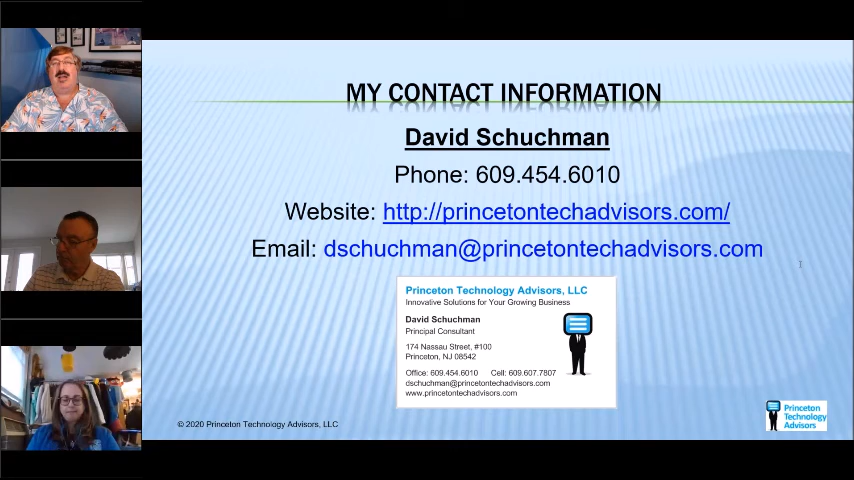 MY CONTACT INFORMATION
David Schuchman
Phone: 609.454.6010
Website: http://princetontechadvisors.com/
Email: dschuchman@princetontechadvisors.com
Princeton Technology Advisors, LLC
Innovative Solutions for Your Growing Business
David Schuchman
Principal Consultant
174 Nassau Street, #100
Princeton, NJ 08542
Office: 609.454.6010 Cell: 609.607.7807
dschuchman@princetontechadvisors.com
www.princetontechadvisors.com
© 2020 Princeton Technology Advisors, LLC
Princeton
Technology
Advisors